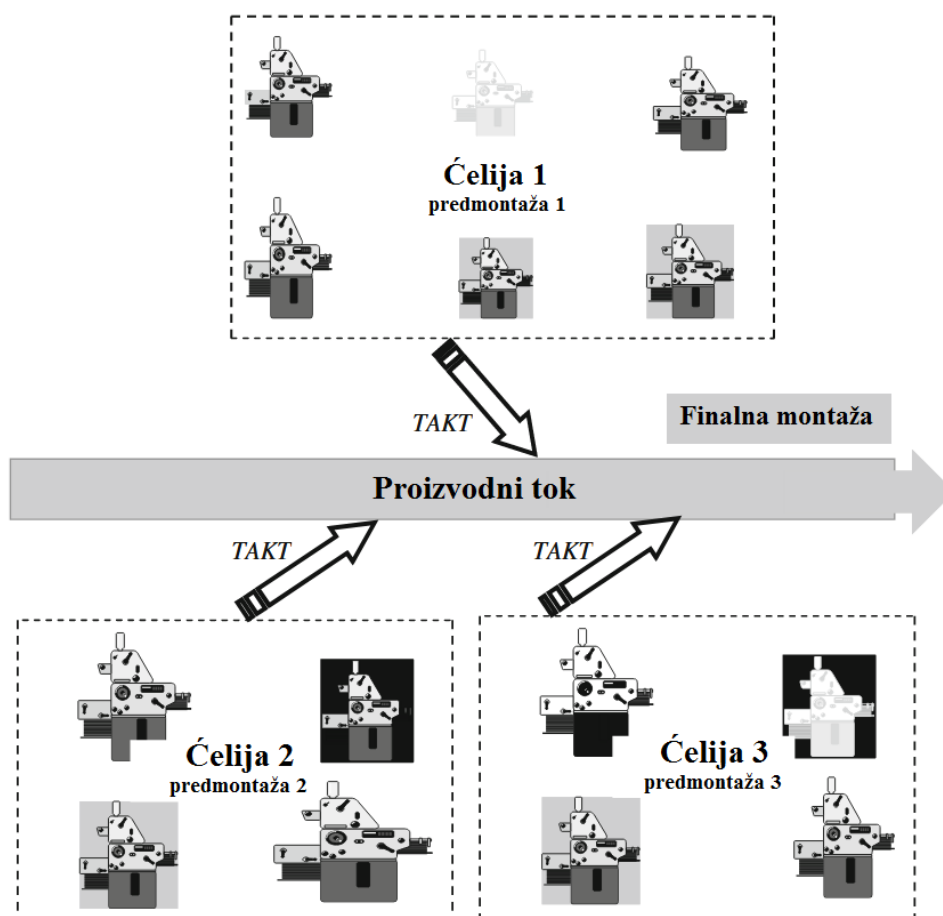 Ćelija 1
predmontaža 1
TAKT
Finalna montaža
Proizvodni tok
TAKT
TAKT
Ćelija 2
predmontaža 2
Ćelija 3
predmontaža 3